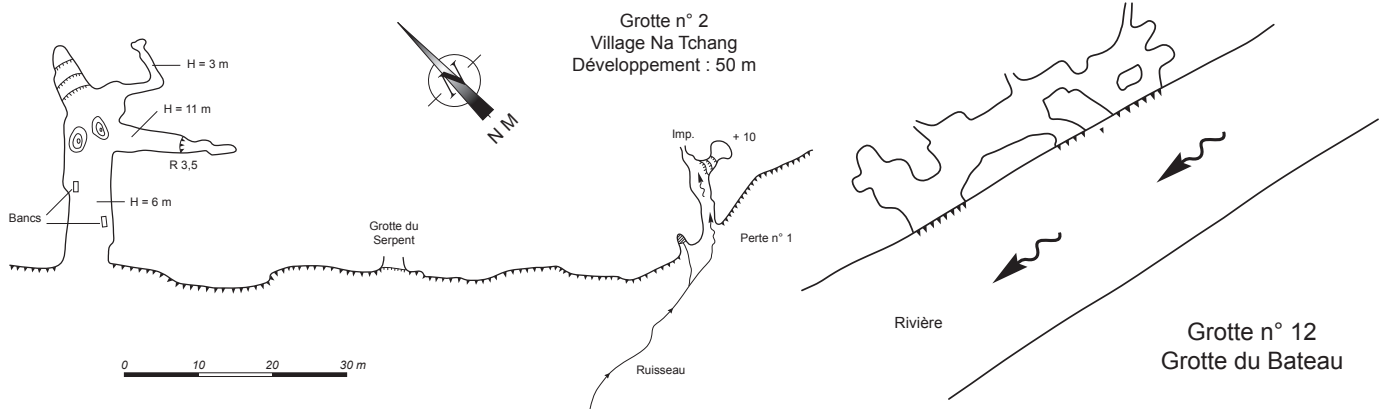 Grotte n° 2
Village Na Tchang
Développement : 50 m
H = 3 m
H = 11 m
R 3,5
Bancs
H = 6 m
N M
Grotte du
Serpent
Imp.
+ 10
Perte n° 1
Ruisseau
0 10 20 30 m
Rivière
Grotte n° 12
Grotte du Bateau